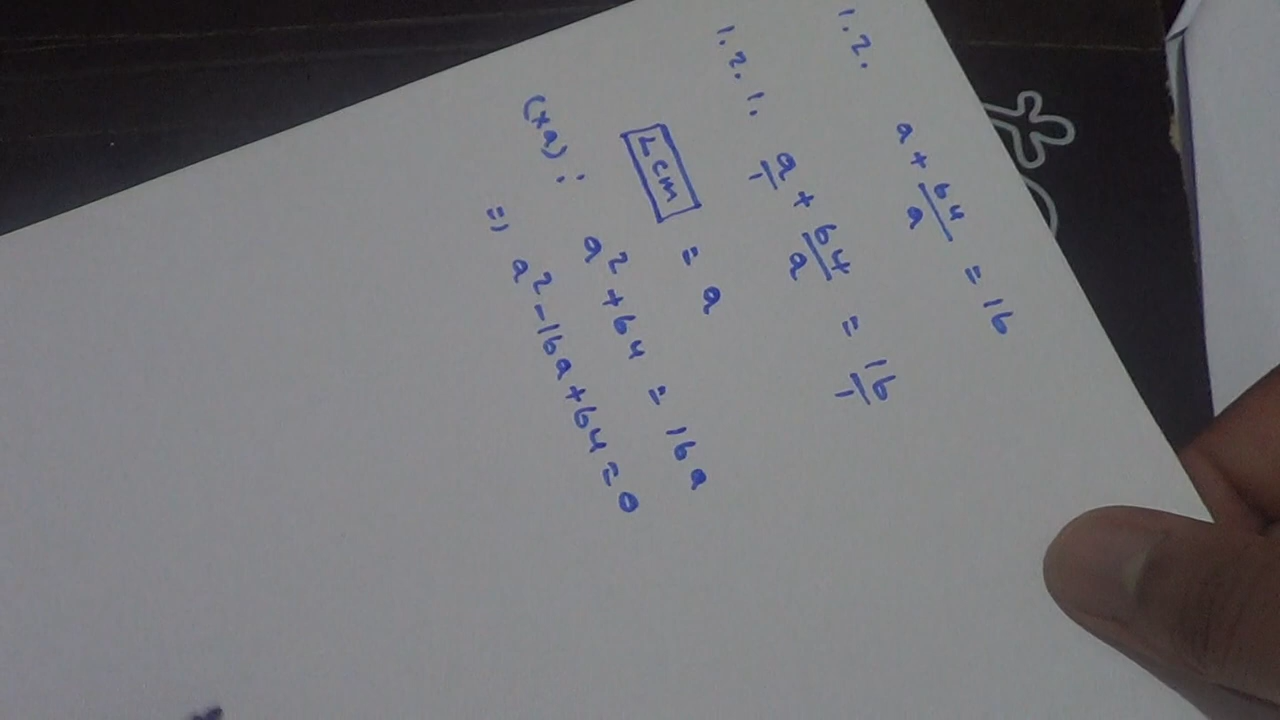 1.2. a + 64/a = 16
1.2.1. a/1 + 64/a = 16/1
Lcm = a
(xa) : a² + 64 = 16a
=> a² - 16a + 64 = 0